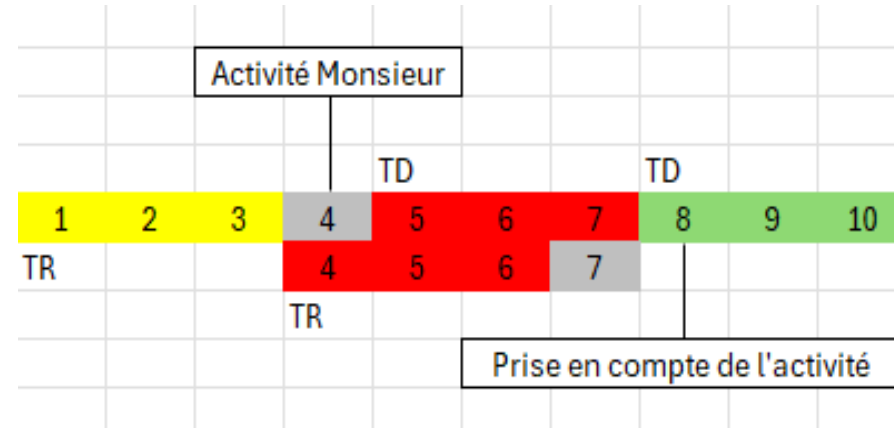 Activité Monsieur
TD TD
1 2 3 4 5 6 7 8 9 10
TR 4 5 6 7
TR
Prise en compte de l'activité